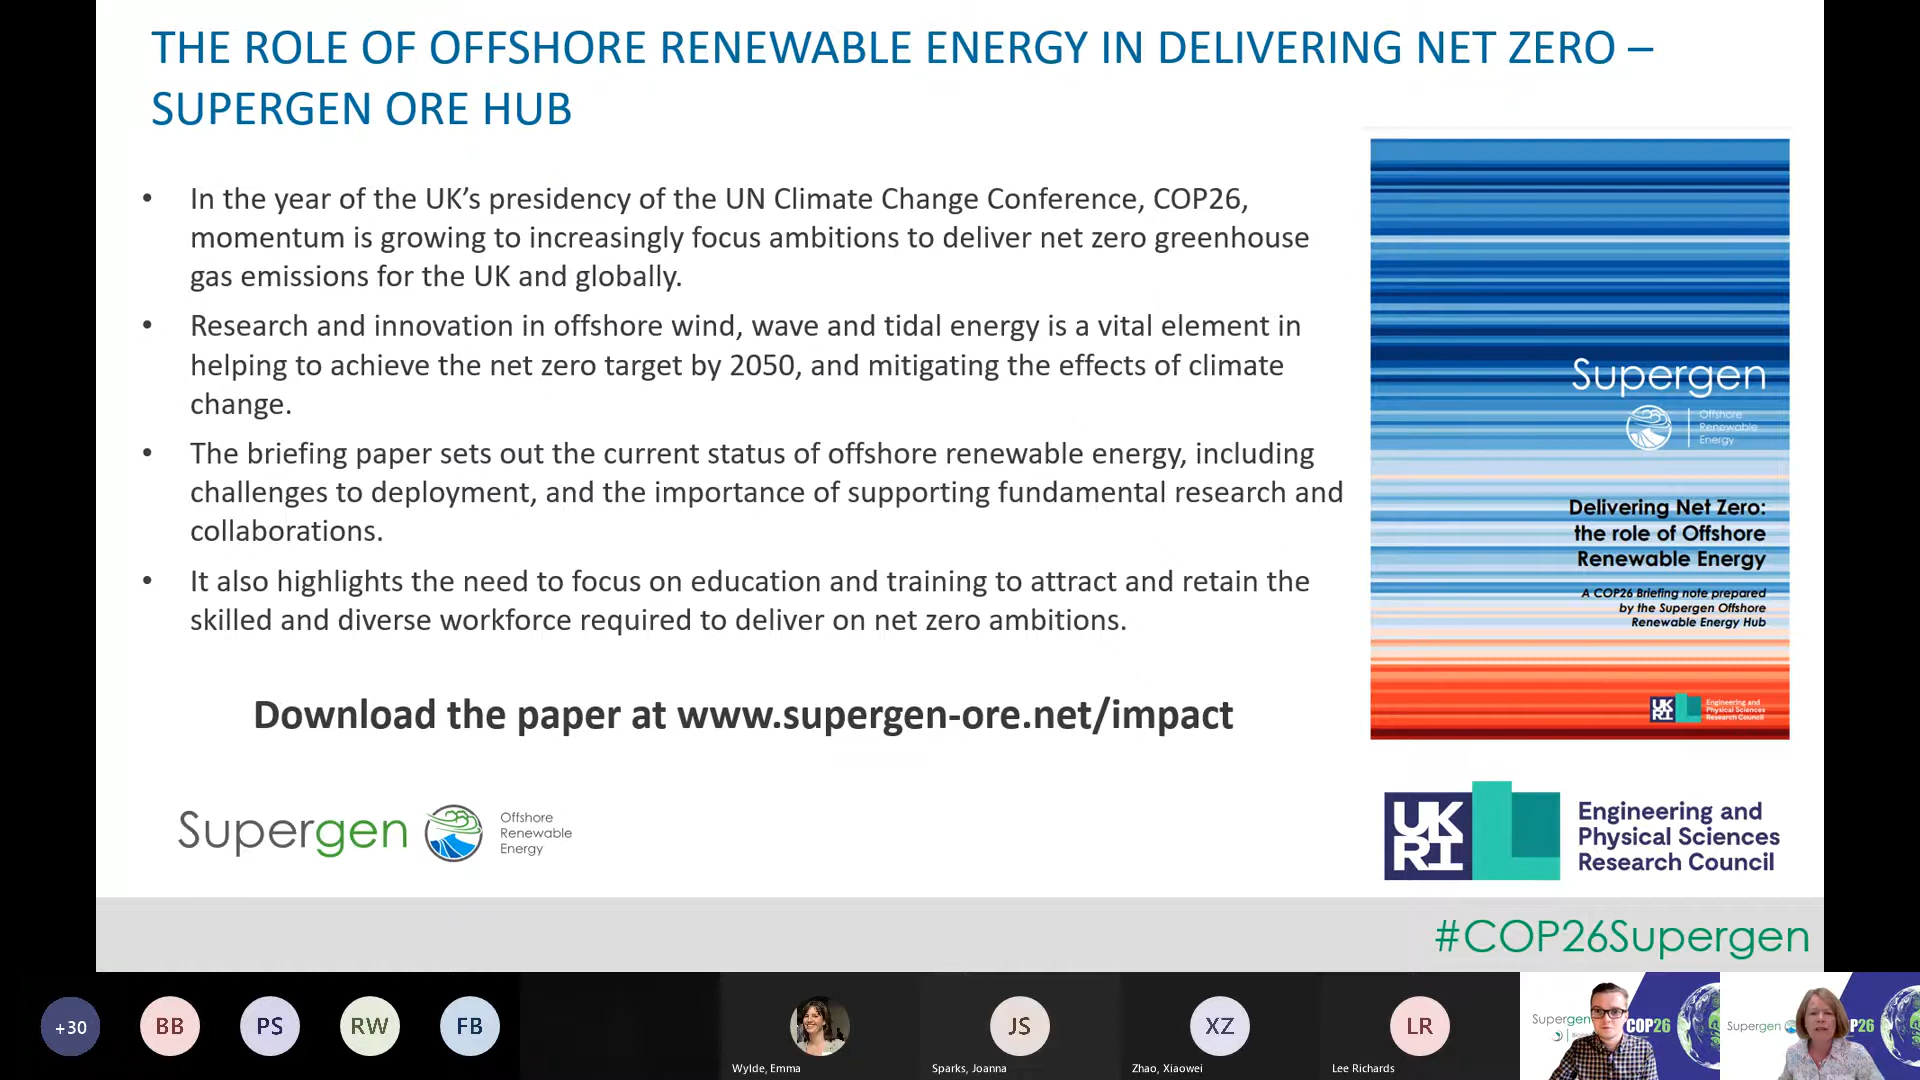 THE ROLE OF OFFSHORE RENEWABLE ENERGY IN DELIVERING NET ZERO –
SUPERGEN ORE HUB
• In the year of the UK’s presidency of the UN Climate Change Conference, COP26,
momentum is growing to increasingly focus ambitions to deliver net zero greenhouse
gas emissions for the UK and globally.
• Research and innovation in offshore wind, wave and tidal energy is a vital element in
helping to achieve the net zero target by 2050, and mitigating the effects of climate
change.
• The briefing paper sets out the current status of offshore renewable energy, including
challenges to deployment, and the importance of supporting fundamental research and
collaborations.
• It also highlights the need to focus on education and training to attract and retain the
skilled and diverse workforce required to deliver on net zero ambitions.
Download the paper at www.supergen-ore.net/impact
Supergen
Offshore
Renewable
Energy
Delivering Net Zero:
the role of Offshore
Renewable Energy
A COP26 Briefing note prepared
by the Supergen Offshore
Renewable Energy Hub
UK
RI
Engineering and
Physical Sciences
Research Council
Supergen
Offshore
Renewable
Energy
UK
RI
Engineering and
Physical Sciences
Research Council
#COP26Supergen
+30
BB
PS
RW
FB
Wylde, Emma
JS
Sparks, Joanna
XZ
Zhao, Xiaowei
LR
Lee Richards
Supergen
COP26
Supergen
P26